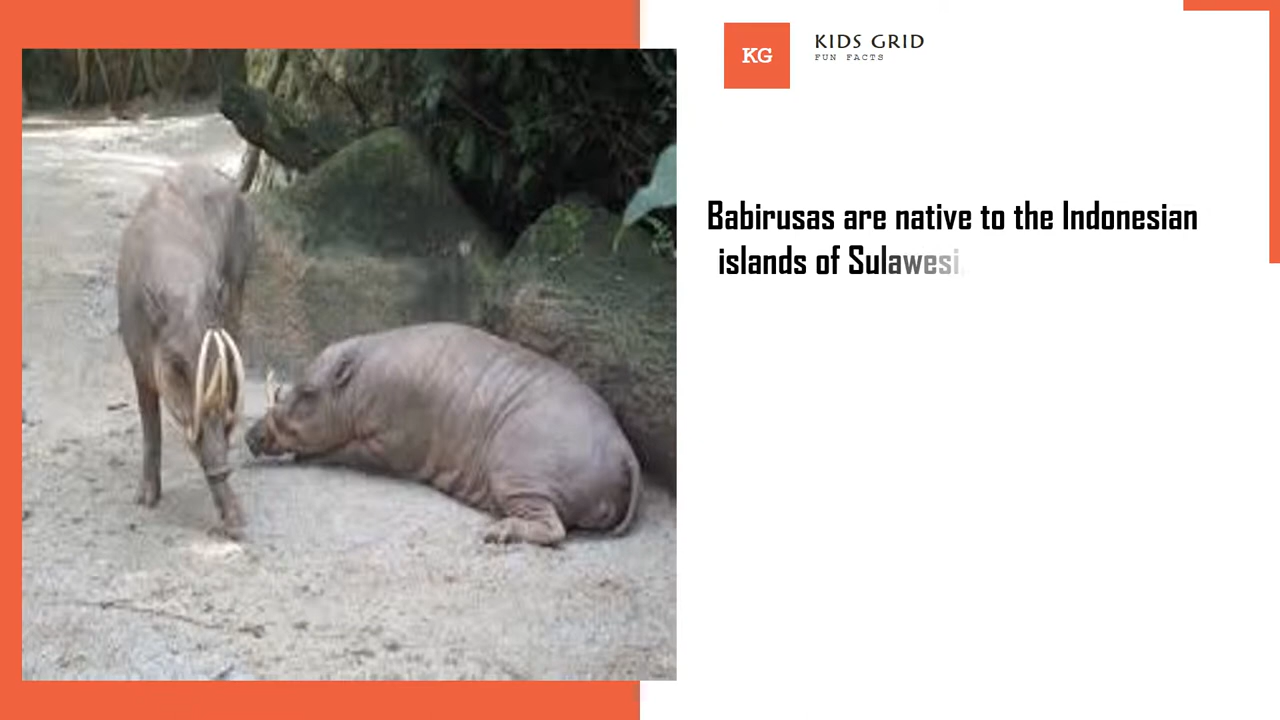 KG
KIDS GRID
FUN FACTS
Babirusas are native to the Indonesian
islands of Sulawesi,